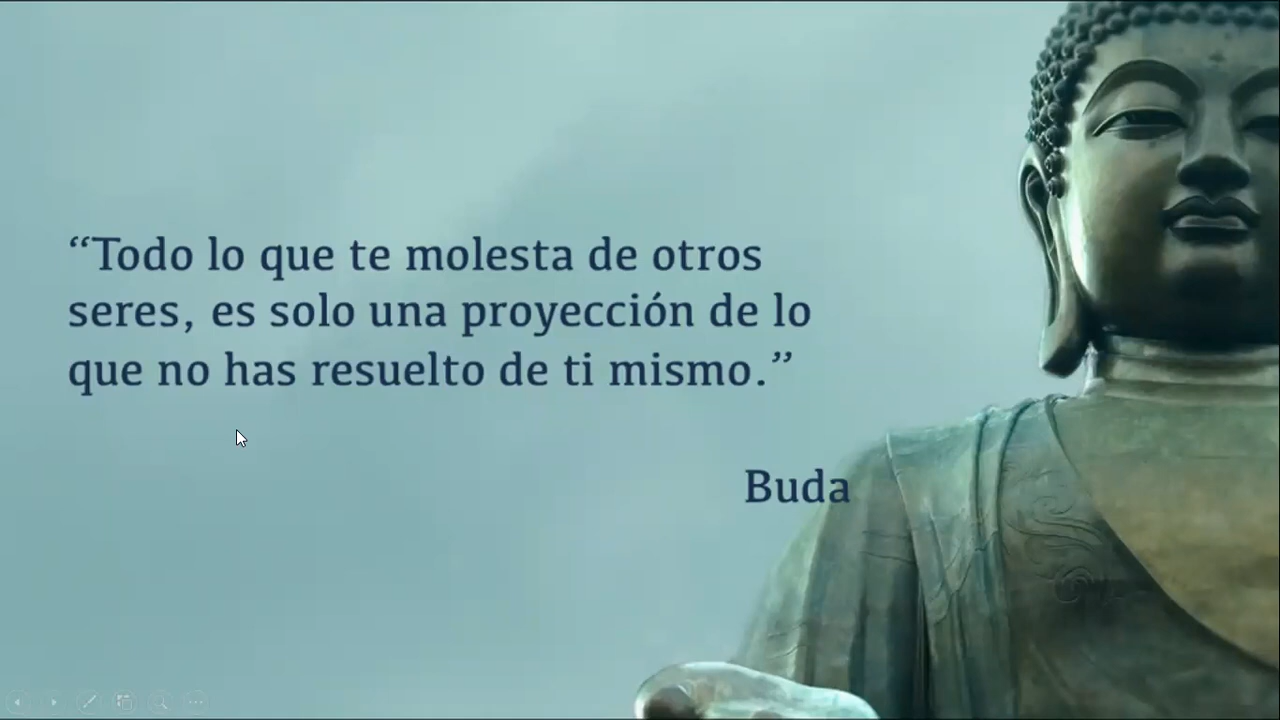 “Todo lo que te molesta de otros
seres, es solo una proyección de lo
que no has resuelto de ti mismo.”
Buda